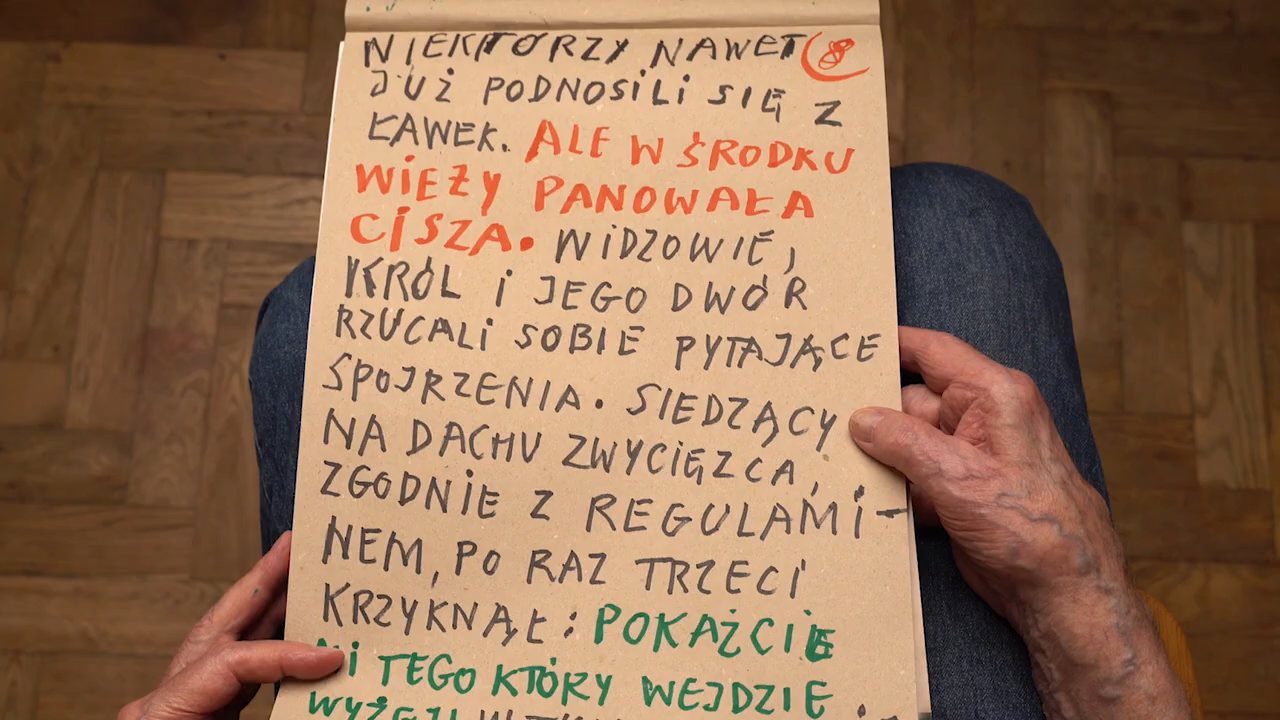 NIEKTÓRZY NAWET 8
JUŻ PODNOSILI SIĘ Z
ŁAWEK. ALE W ŚRODKU
WIEŻY PANOWAŁA
CISZA. WIDZOWIE,
KRÓL I JEGO DWÓR
RZUCALI SOBIE PYTAJĄCE
SPOJRZENIA. SIEDZĄCY
NA DACHU ZWYCIĘZCA,
ZGODNIE Z REGULAMI-
NEM, PO RAZ TRZECI
KRZYKNĄŁ: POKAŻCIE
MI TEGO KTÓRY WEJDZIE
WYŻEJ!